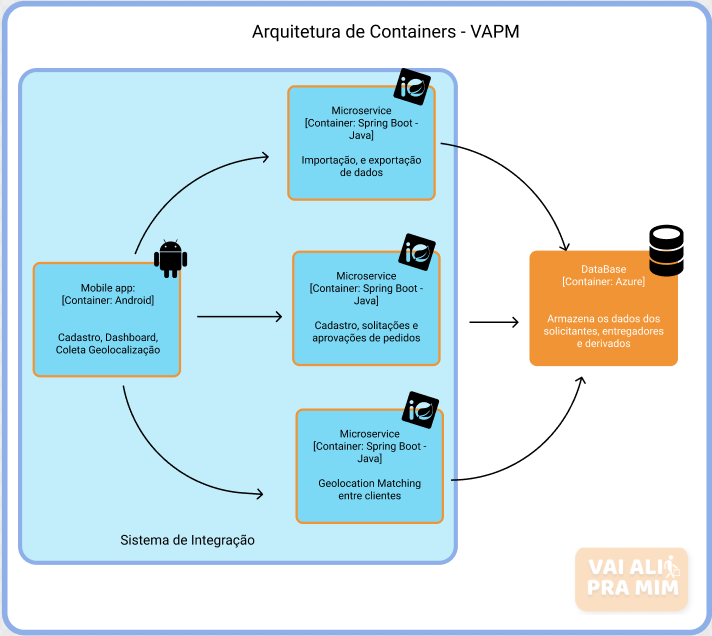 Arquitetura de Containers - VAPM
Microservice
[Container: Spring Boot -
Java]
Importação, e exportação
de dados
Mobile app:
[Container: Android]
Cadastro, Dashboard,
Coleta Geolocalização
Microservice
[Container: Spring Boot -
Java]
Cadastro, solitações e
aprovações de pedidos
DataBase
[Container: Azure]
Armazena os dados dos
solicitantes, entregadores
e derivados
Microservice
[Container: Spring Boot -
Java]
Geolocation Matching
entre clientes
Sistema de Integração
VAI ALI
PRA MIM